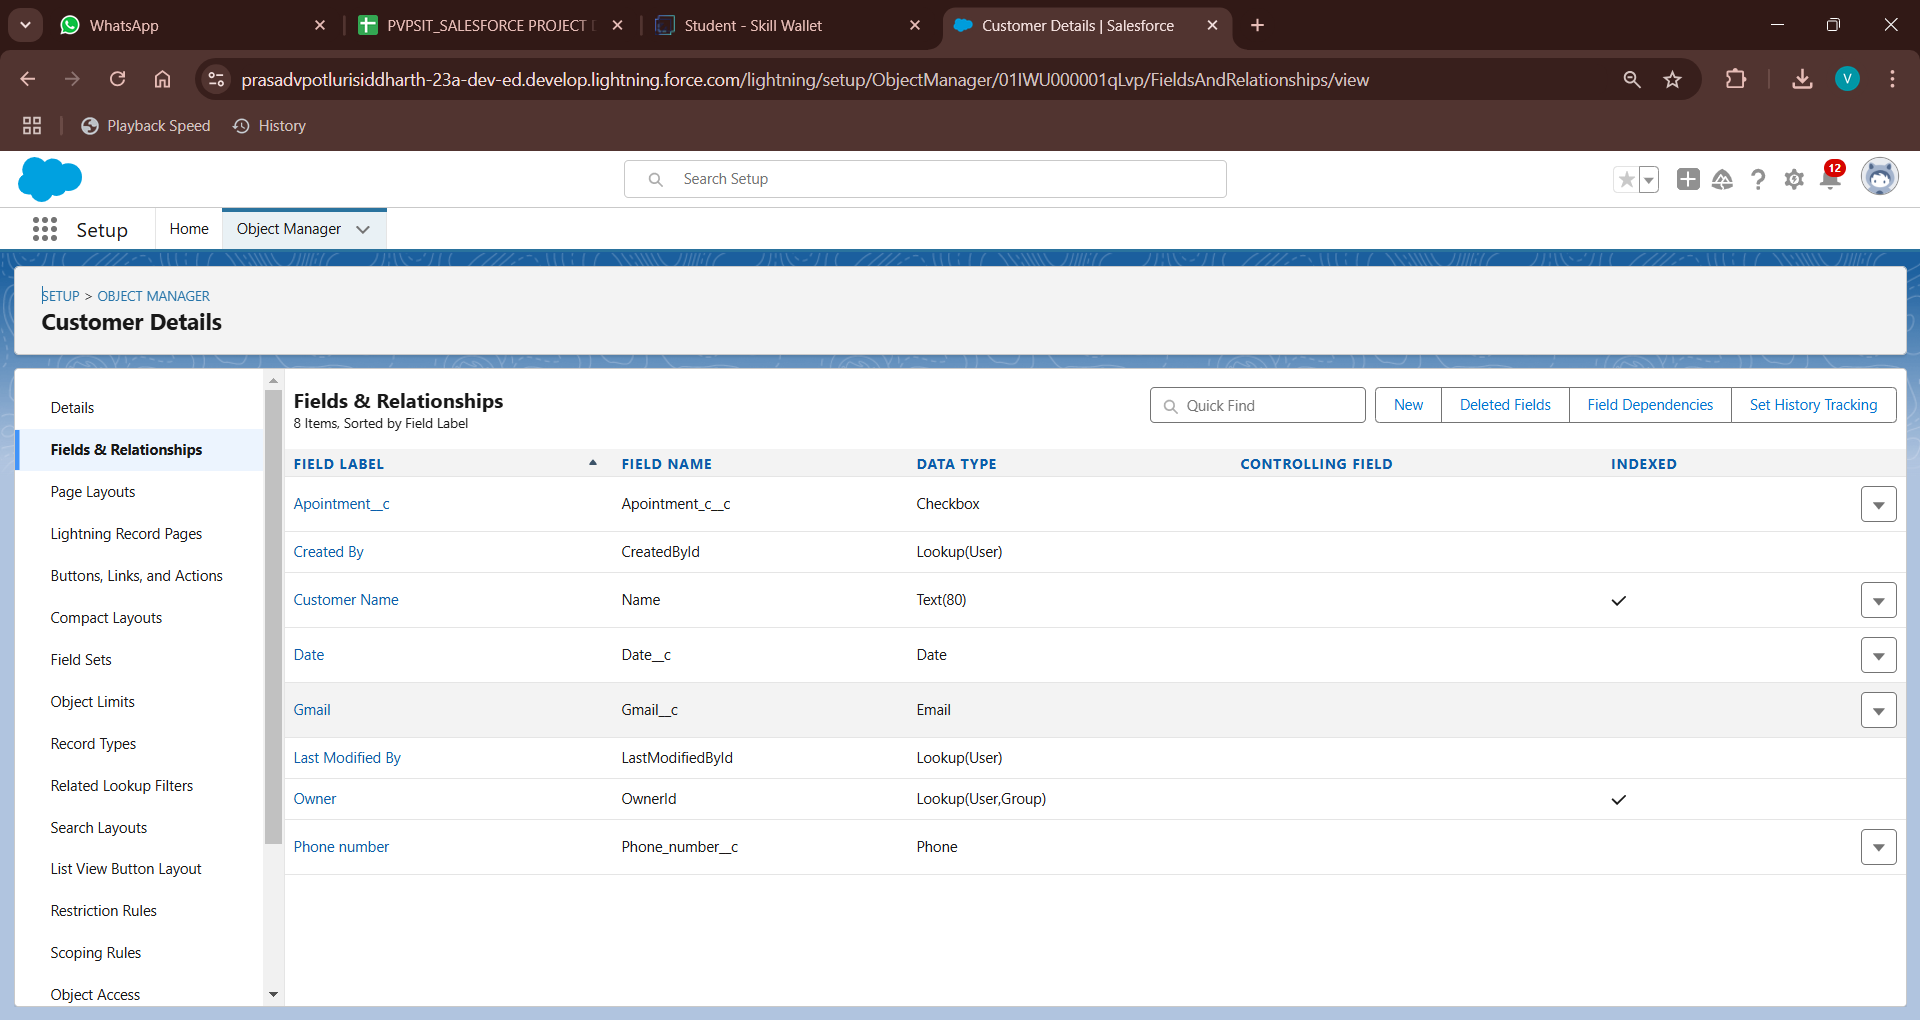 WhatsApp
PVPSIT_SALESFORCE PROJECT
Student - Skill Wallet
Customer Details | Salesforce
prasadvpotlurisiddharth-23a-dev-ed.develop.lightning.force.com/lightning/setup/ObjectManager/01IWU000001qLvp/FieldsAndRelationships/view
V
Playback Speed
History
Search Setup
12
Setup
Home
Object Manager
SETUP > OBJECT MANAGER
Customer Details
Details
Fields & Relationships
Page Layouts
Lightning Record Pages
Buttons, Links, and Actions
Compact Layouts
Field Sets
Object Limits
Record Types
Related Lookup Filters
Search Layouts
List View Button Layout
Restriction Rules
Scoping Rules
Object Access
Fields & Relationships
8 Items, Sorted by Field Label
Quick Find
New
Deleted Fields
Field Dependencies
Set History Tracking
FIELD LABEL FIELD NAME DATA TYPE CONTROLLING FIELD INDEXED
Apointment__c Apointment_c__c Checkbox
Created By CreatedById Lookup(User)
Customer Name Name Text(80)
Date Date__c Date
Gmail Gmail__c Email
Last Modified By LastModifiedById Lookup(User)
Owner OwnerId Lookup(User,Group)
Phone number Phone_number__c Phone